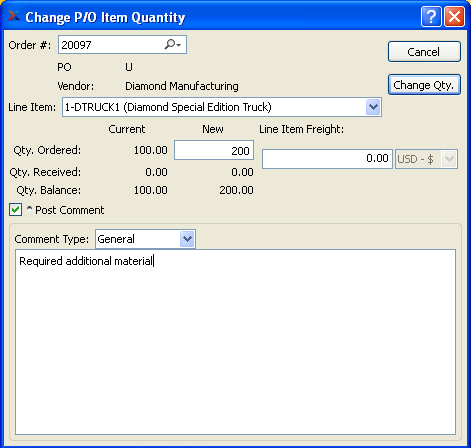 Change P/O Item Quantity
Order #: 20097
Cancel
PO U
Vendor: Diamond Manufacturing
Change Qty.
Line Item: 1-DTRUCK1 (Diamond Special Edition Truck)
Current New Line Item Freight:
Qty. Ordered: 100.00 200 0.00 USD - $
Qty. Received: 0.00 0.00
Qty. Balance: 100.00 200.00
^ Post Comment
Comment Type: General
Required additional material